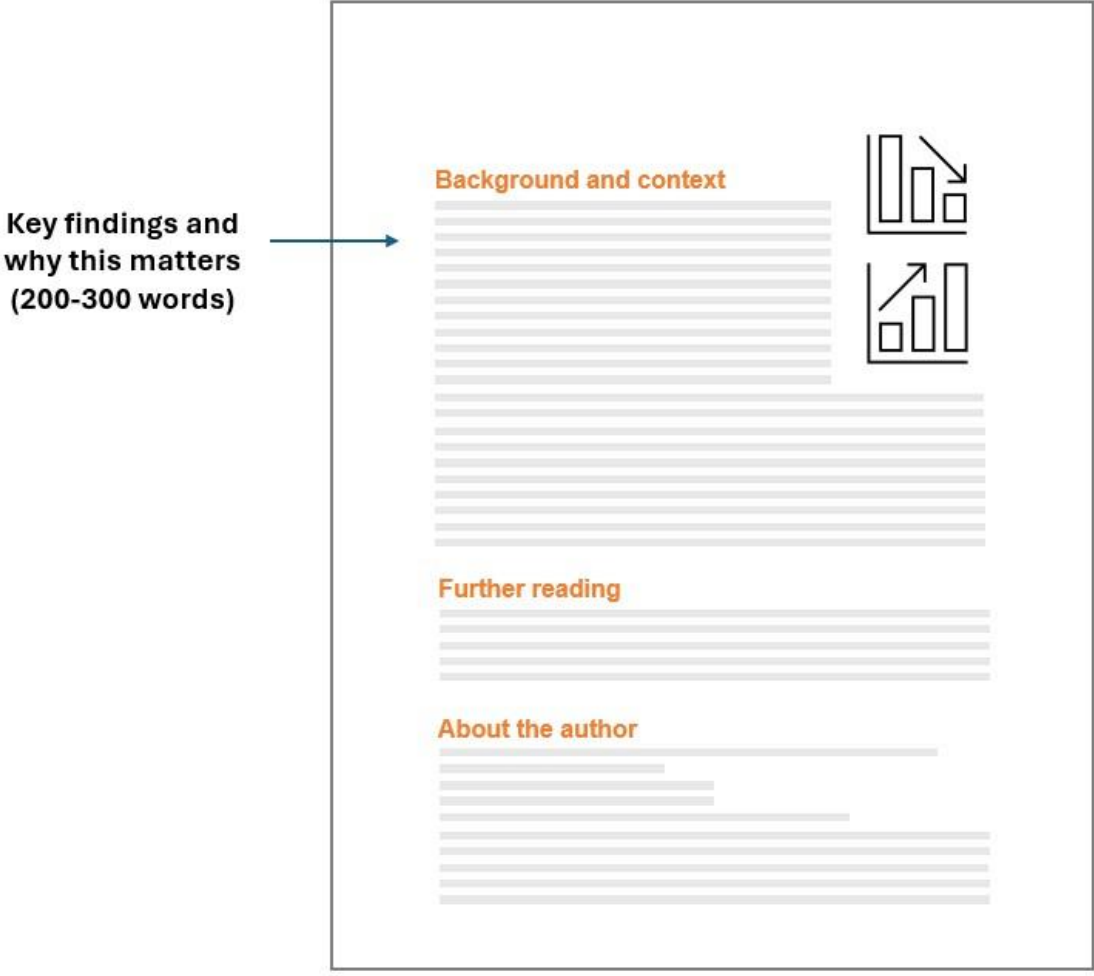 Key findings and
why this matters
(200-300 words)
Background and context
Further reading
About the author